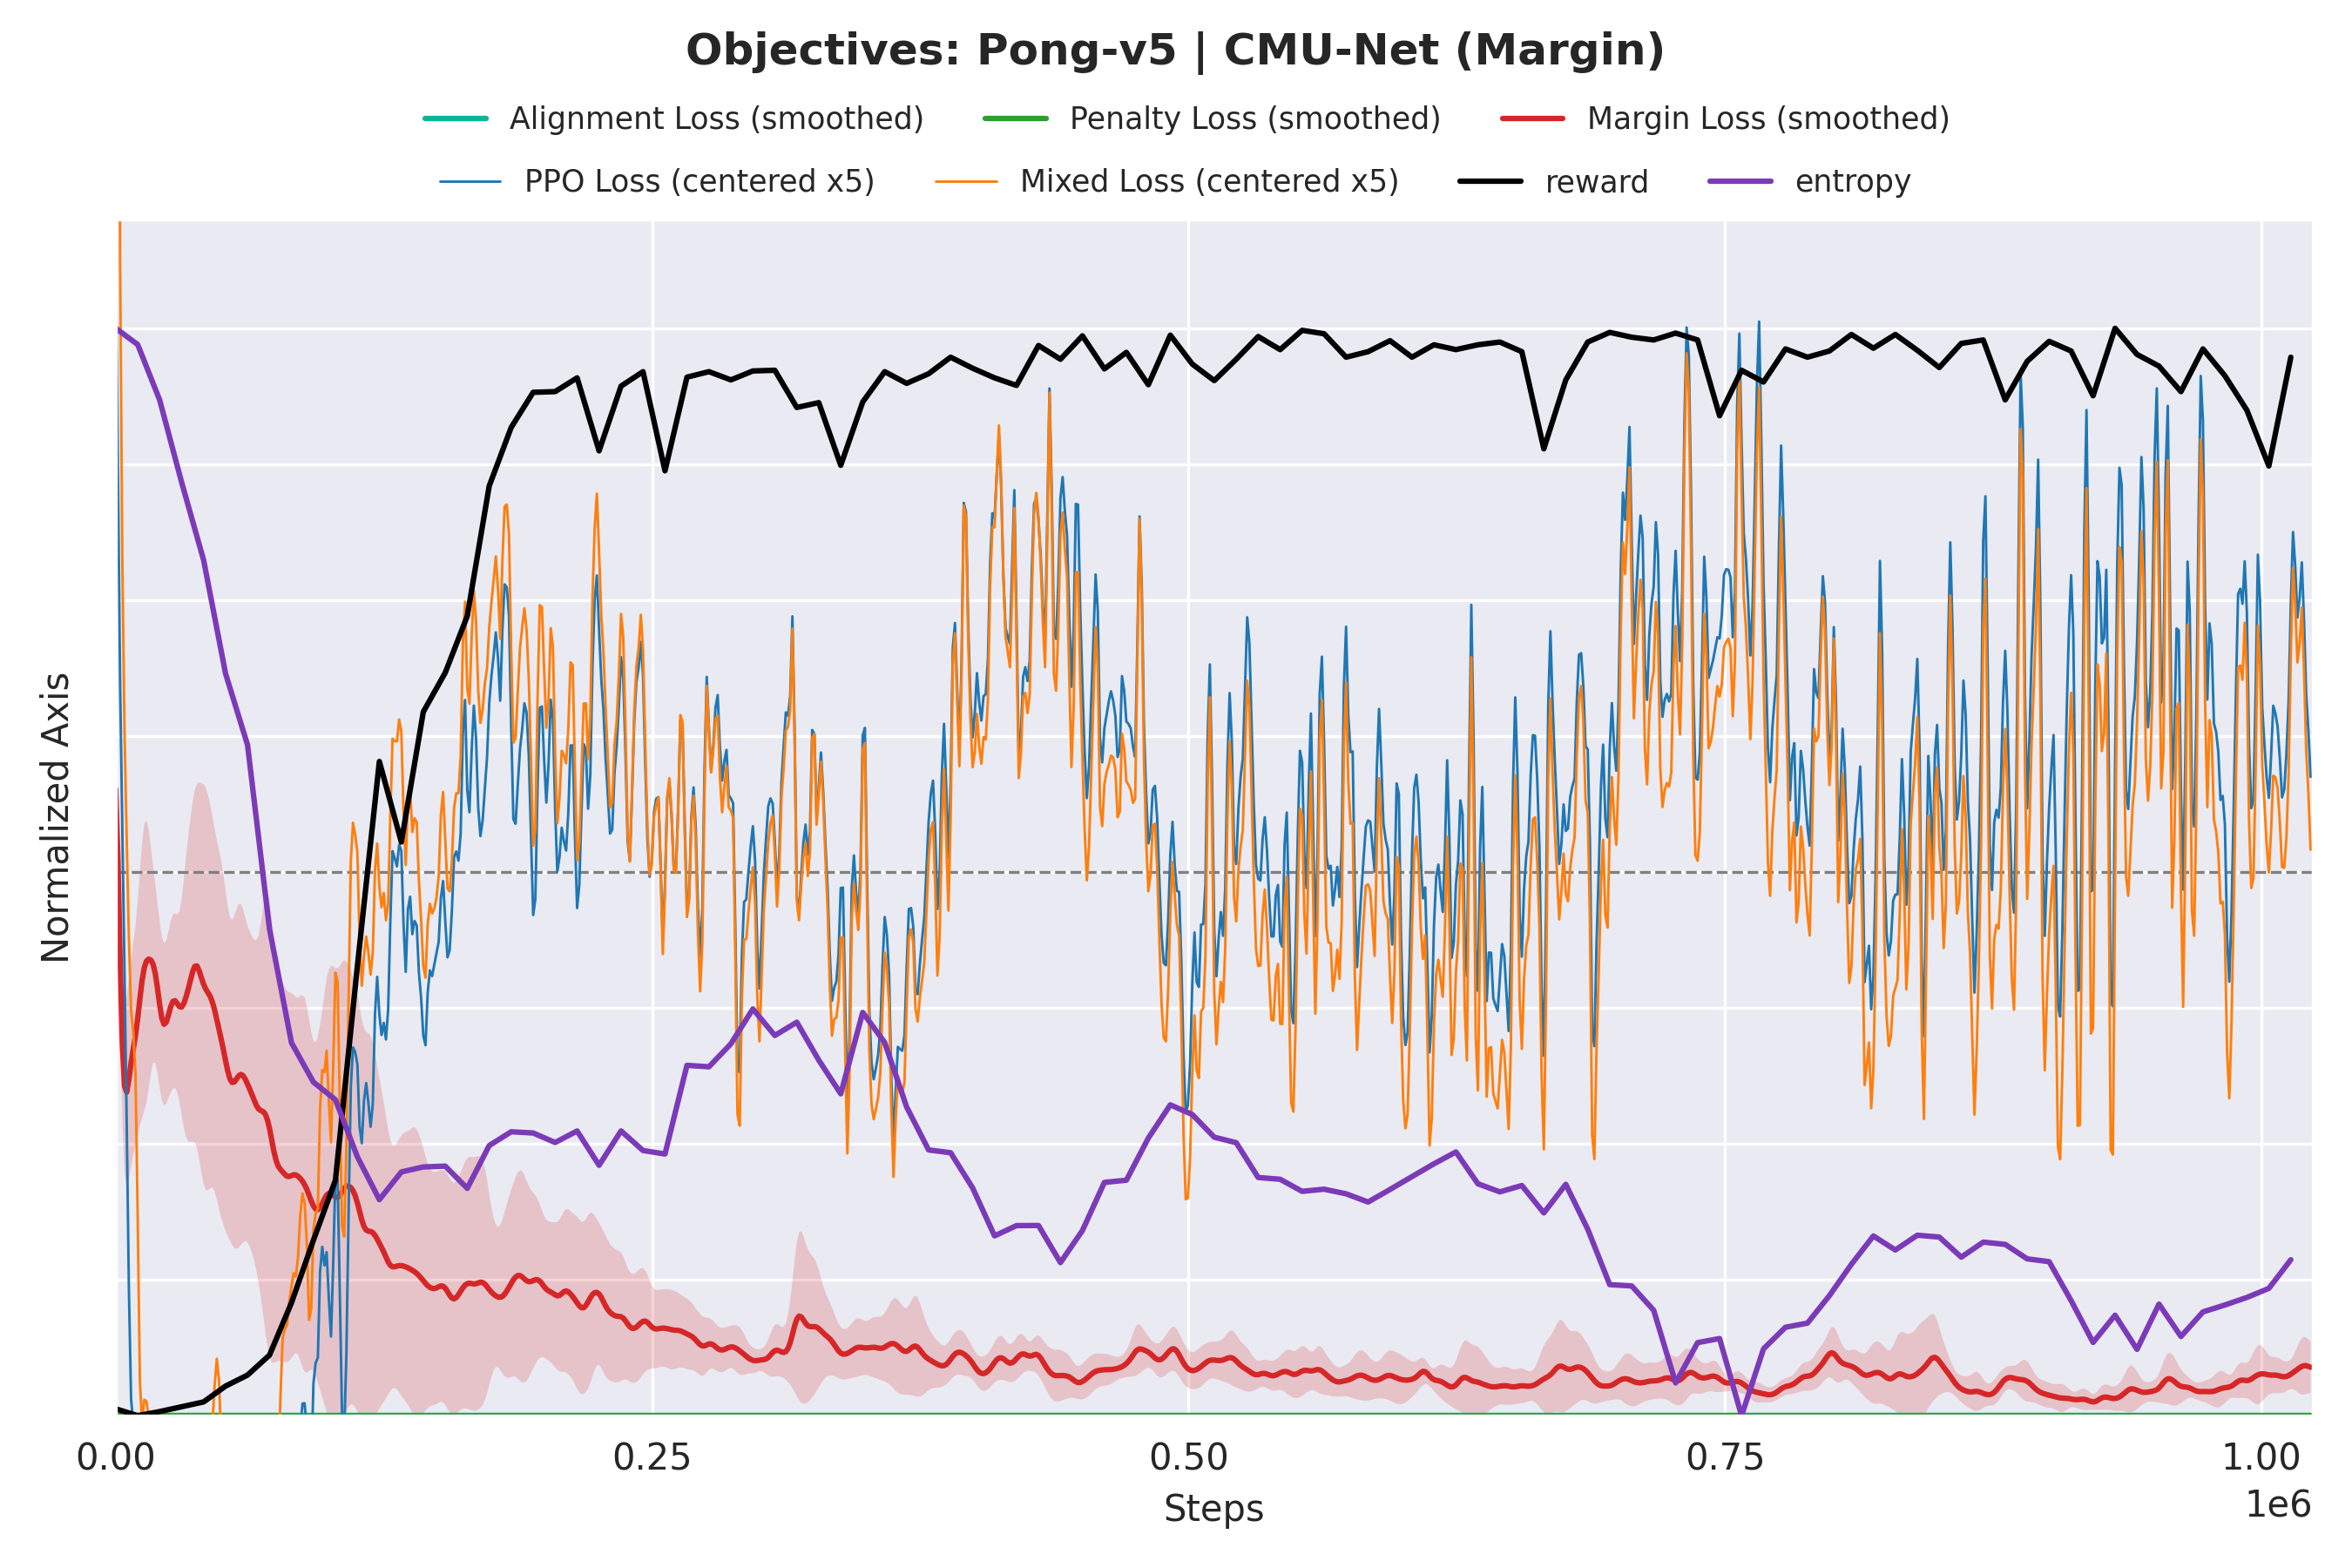 Objectives: Pong-v5 | CMU-Net (Margin)
Alignment Loss (smoothed) Penalty Loss (smoothed) Margin Loss (smoothed)
PPO Loss (centered x5) Mixed Loss (centered x5) reward entropy
Normalized Axis
0.00 0.25 0.50 0.75 1.00
Steps
1e6